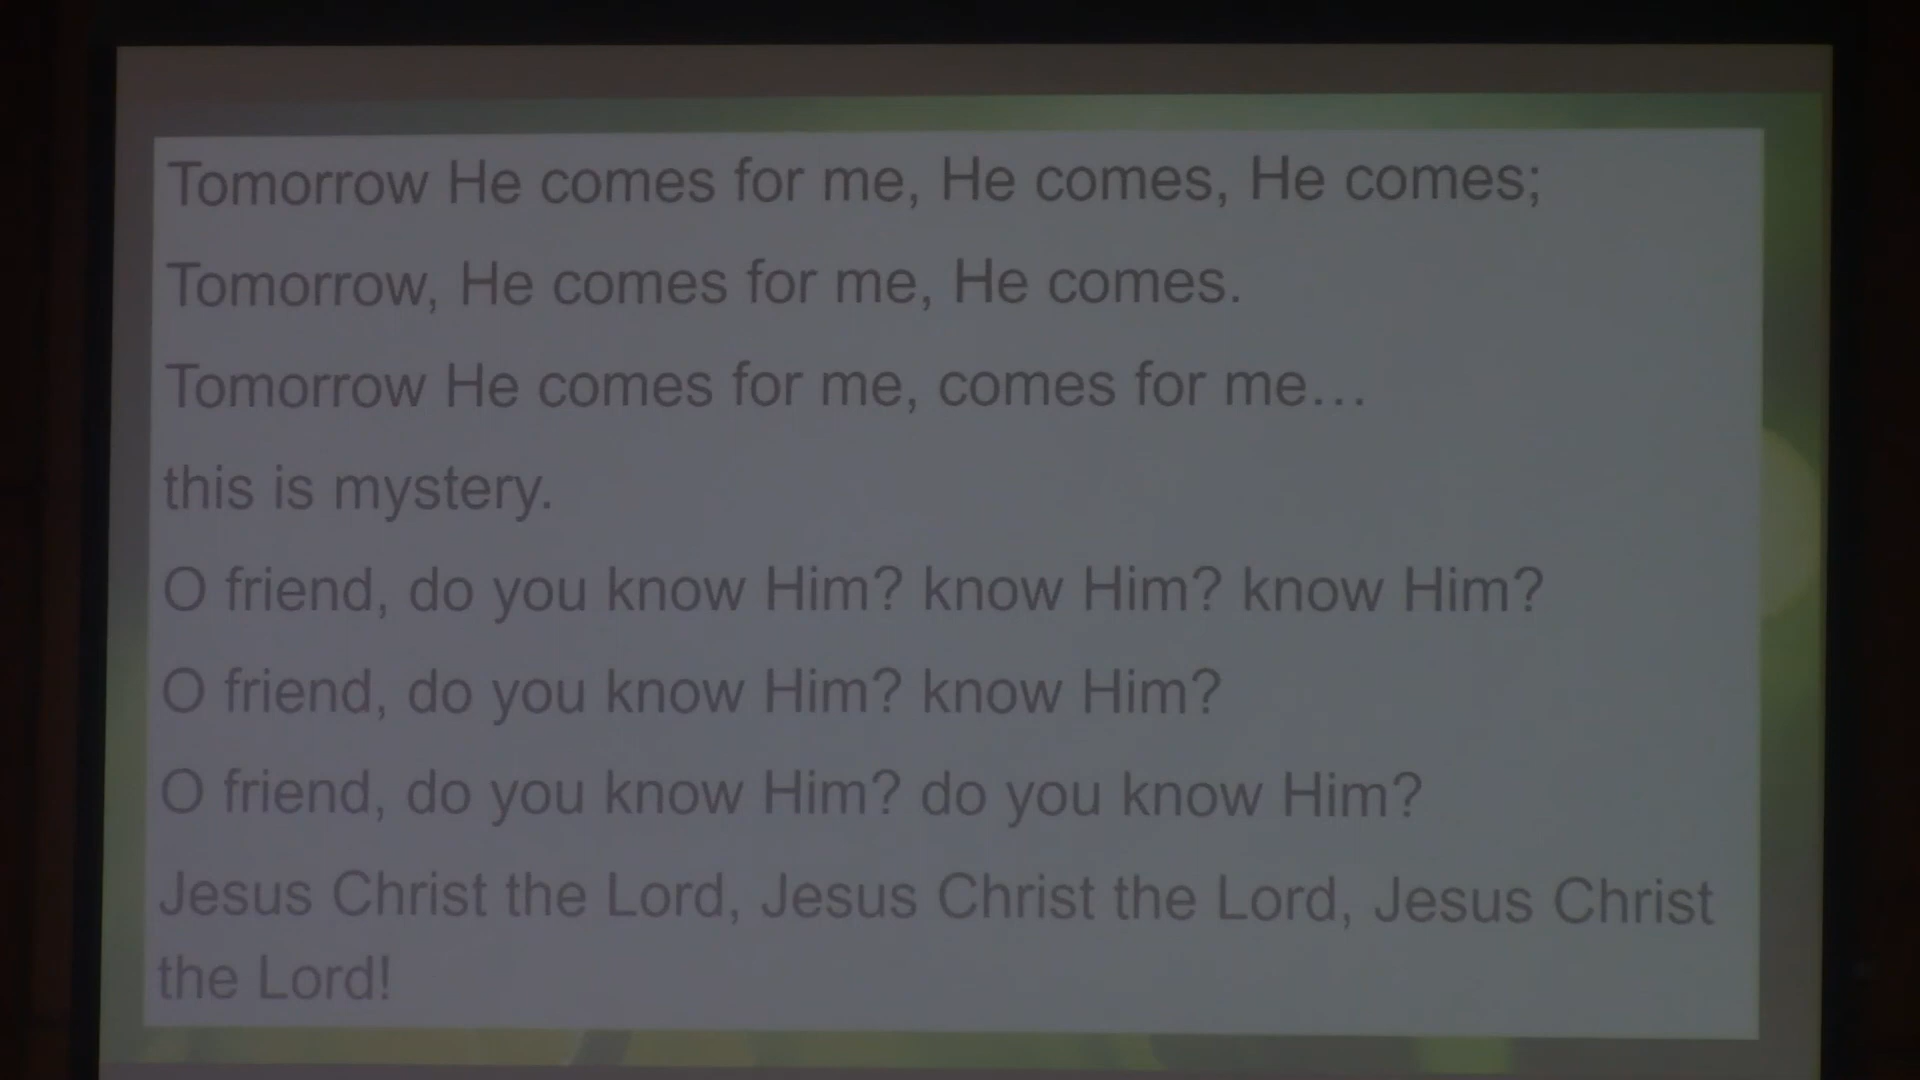 Tomorrow He comes for me, He comes, He comes;
Tomorrow, He comes for me, He comes.
Tomorrow He comes for me, comes for me...
this is mystery.
O friend, do you know Him? know Him? know Him?
O friend, do you know Him? know Him?
O friend, do you know Him? do you know Him?
Jesus Christ the Lord, Jesus Christ the Lord, Jesus Christ
the Lord!